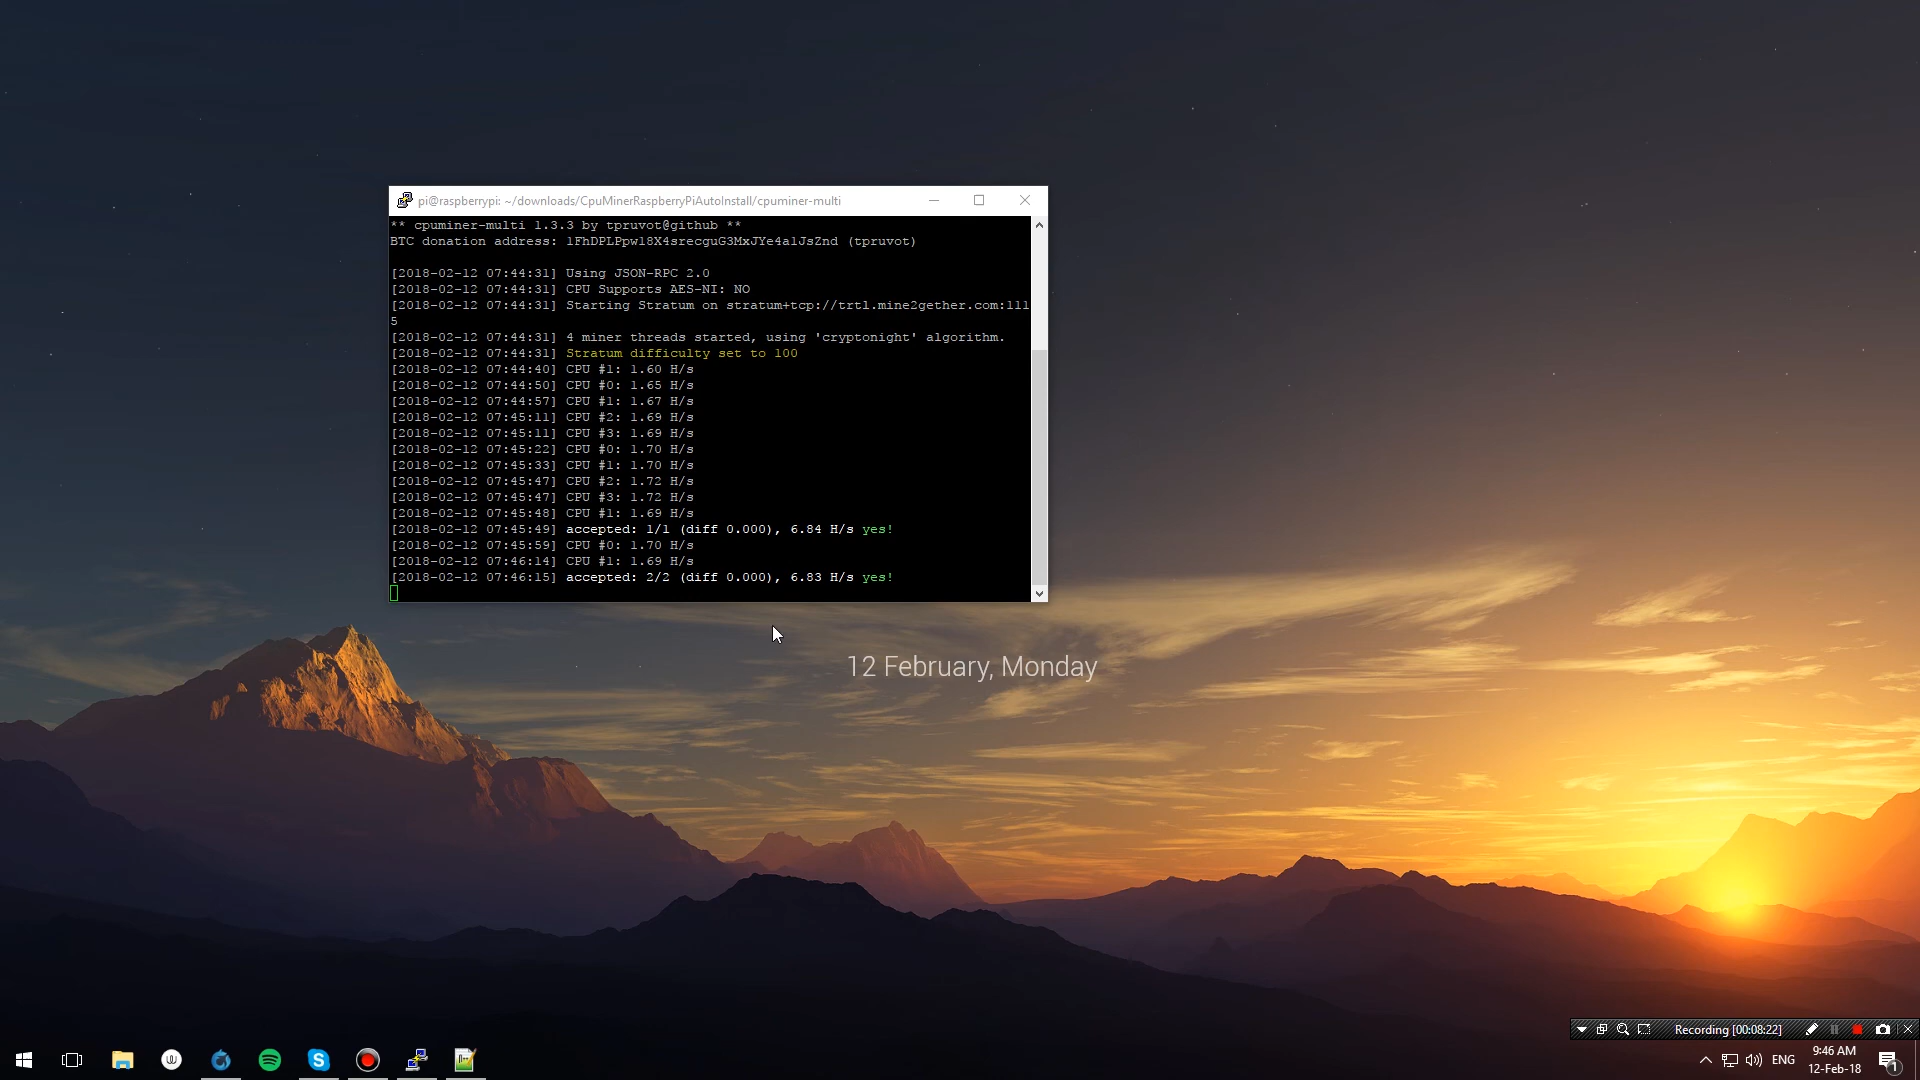 pi@raspberrypi: ~/downloads/CpuMinerRaspberryPiAutoInstall/cpuminer-multi
** cpuminer-multi 1.3.3 by tpruvot@github **
BTC donation address: 1FhDPLPpw18X4srecguG3MxJYe4a1JsZnd (tpruvot)
[2018-02-12 07:44:31] Using JSON-RPC 2.0
[2018-02-12 07:44:31] CPU Supports AES-NI: NO
[2018-02-12 07:44:31] Starting Stratum on stratum+tcp://trtl.mine2gether.com:111
5
[2018-02-12 07:44:31] 4 miner threads started, using 'cryptonight' algorithm.
[2018-02-12 07:44:31] Stratum difficulty set to 100
[2018-02-12 07:44:40] CPU #1: 1.60 H/s
[2018-02-12 07:44:50] CPU #0: 1.65 H/s
[2018-02-12 07:44:57] CPU #1: 1.67 H/s
[2018-02-12 07:45:11] CPU #2: 1.69 H/s
[2018-02-12 07:45:11] CPU #3: 1.69 H/s
[2018-02-12 07:45:22] CPU #0: 1.70 H/s
[2018-02-12 07:45:33] CPU #1: 1.70 H/s
[2018-02-12 07:45:47] CPU #2: 1.72 H/s
[2018-02-12 07:45:47] CPU #3: 1.72 H/s
[2018-02-12 07:45:48] CPU #1: 1.69 H/s
[2018-02-12 07:45:49] accepted: 1/1 (diff 0.000), 6.84 H/s yes!
[2018-02-12 07:45:59] CPU #0: 1.70 H/s
[2018-02-12 07:46:14] CPU #1: 1.69 H/s
[2018-02-12 07:46:15] accepted: 2/2 (diff 0.000), 6.83 H/s yes!
12 February, Monday
Recording [00:08:22]
ENG
9:46 AM
12-Feb-18
1